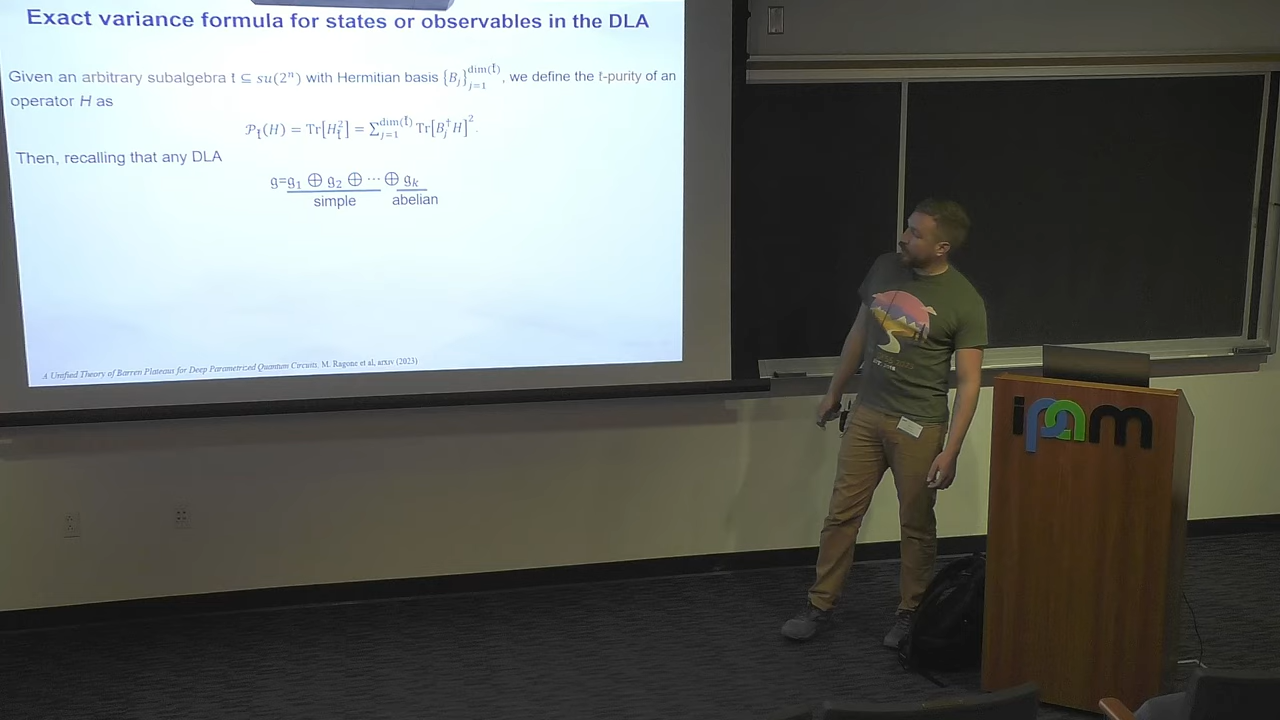 Exact variance formula for states or observables in the DLA
Given an arbitrary subalgebra 𝔱 ⊆ su(2ⁿ) with Hermitian basis {Bⱼ}ⱼ₌₁^dim(𝔱), we define the t-purity of an
operator H as
𝒫𝔱(H) = Tr[H𝔱²] = ∑ⱼ₌₁^dim(𝔱) Tr[Bⱼ†H]².
Then, recalling that any DLA
𝔤=𝔤₁ ⊕ 𝔤₂ ⊕ ⋯ ⊕ 𝔤ₖ
simple abelian
A Unified Theory of Barren Plateaus for Deep Parametrized Quantum Circuits. M. Ragone et al, arxiv (2023)
ipam